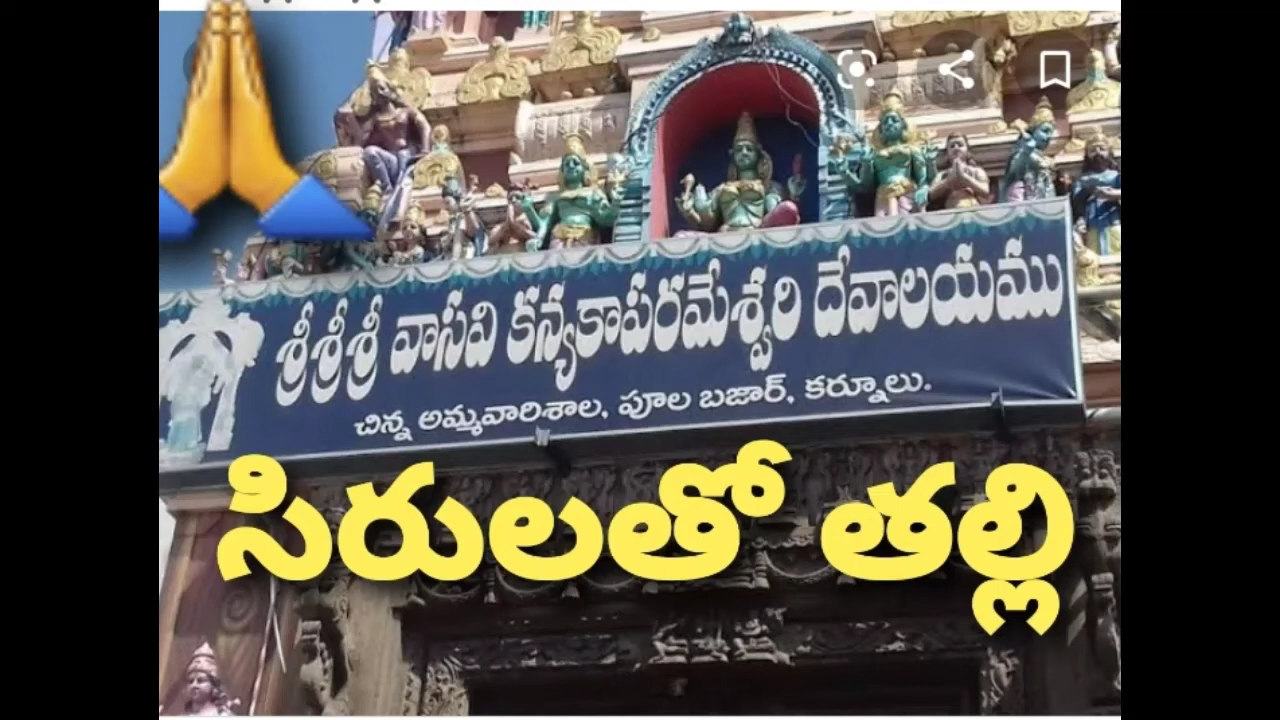 శ్రీశ్రీశ్రీ వాసవి కన్యకాపరమేశ్వరి దేవాలయము
చిన్న అమ్మవారిశాల, పూల బజార్, కర్నూలు.
సిరులతో తల్లి